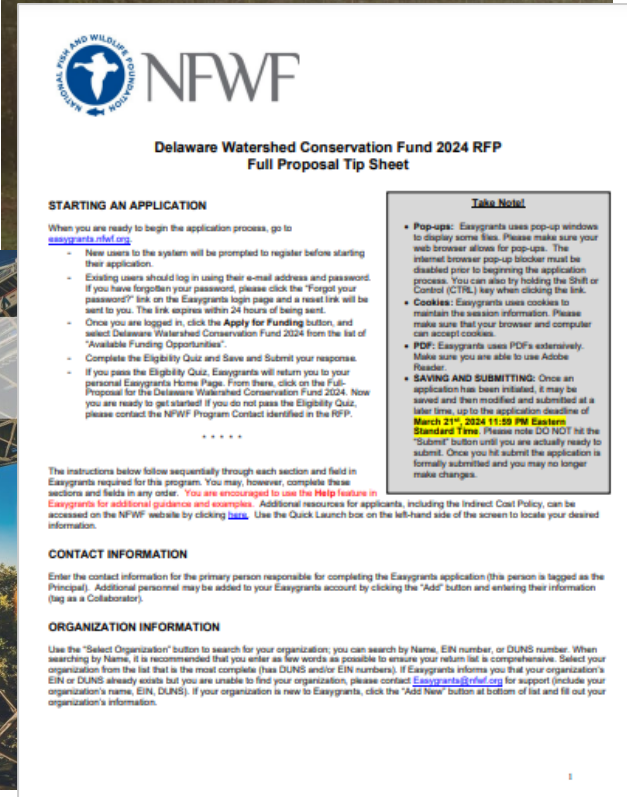 NATIONAL FISH AND WILDLIFE FOUNDATION
NFWF
Delaware Watershed Conservation Fund 2024 RFP
Full Proposal Tip Sheet
STARTING AN APPLICATION
When you are ready to begin the application process, go to
easygrants.nfwf.org.
- New users to the system will be prompted to register before starting
their application.
- Existing users should log in using their e-mail address and password.
If you have forgotten your password, please click the "Forgot your
password?" link on the Easygrants login page and a reset link will be
sent to you. The link expires within 24 hours of being sent.
- Once you are logged in, click the Apply for Funding button, and
select Delaware Watershed Conservation Fund 2024 from the list of
"Available Funding Opportunities".
- Complete the Eligibility Quiz and Save and Submit your response.
- If you pass the Eligibility Quiz, Easygrants will return you to your
personal Easygrants Home Page. From there, click on the Full-
Proposal for the Delaware Watershed Conservation Fund 2024. Now
you are ready to get started! If you do not pass the Eligibility Quiz,
please contact the NFWF Program Contact identified in the RFP.
* * * * *
Take Note!
• Pop-ups: Easygrants uses pop-up windows
to display some files. Please make sure your
web browser allows for pop-ups. The
internet browser pop-up blocker must be
disabled prior to beginning the application
process. You can also try holding the Shift or
Control (CTRL) key when clicking the link.
• Cookies: Easygrants uses cookies to
maintain the session information. Please
make sure that your browser and computer
can accept cookies.
• PDF: Easygrants uses PDFs extensively.
Make sure you are able to use Adobe
Reader.
• SAVING AND SUBMITTING: Once an
application has been initiated, it may be
saved and then modified and submitted at a
later time, up to the application deadline of
March 21st, 2024 11:59 PM Eastern
Standard Time. Please note DO NOT hit the
"Submit" button until you are actually ready to
submit. Once you hit submit the application is
formally submitted and you may no longer
make changes.
The instructions below follow sequentially through each section and field in
Easygrants required for this program. You may, however, complete these
sections and fields in any order. You are encouraged to use the Help feature in
Easygrants for additional guidance and examples. Additional resources for applicants, including the Indirect Cost Policy, can be
accessed on the NFWF website by clicking here. Use the Quick Launch box on the left-hand side of the screen to locate your desired
information.
CONTACT INFORMATION
Enter the contact information for the primary person responsible for completing the Easygrants application (this person is tagged as the
Principal). Additional personnel may be added to your Easygrants account by clicking the "Add" button and entering their information
(tag as a Collaborator).
ORGANIZATION INFORMATION
Use the "Select Organization" button to search for your organization; you can search by Name, EIN number, or DUNS number. When
searching by Name, it is recommended that you enter as few words as possible to ensure your return list is comprehensive. Select your
organization from the list that is the most complete (has DUNS and/or EIN numbers). If Easygrants informs you that your organization's
EIN or DUNS already exists but you are unable to find your organization, please contact Easygrants@nfwf.org for support (include your
organization's name, EIN, DUNS). If your organization is new to Easygrants, click the "Add New" button at bottom of list and fill out your
organization's information.
1